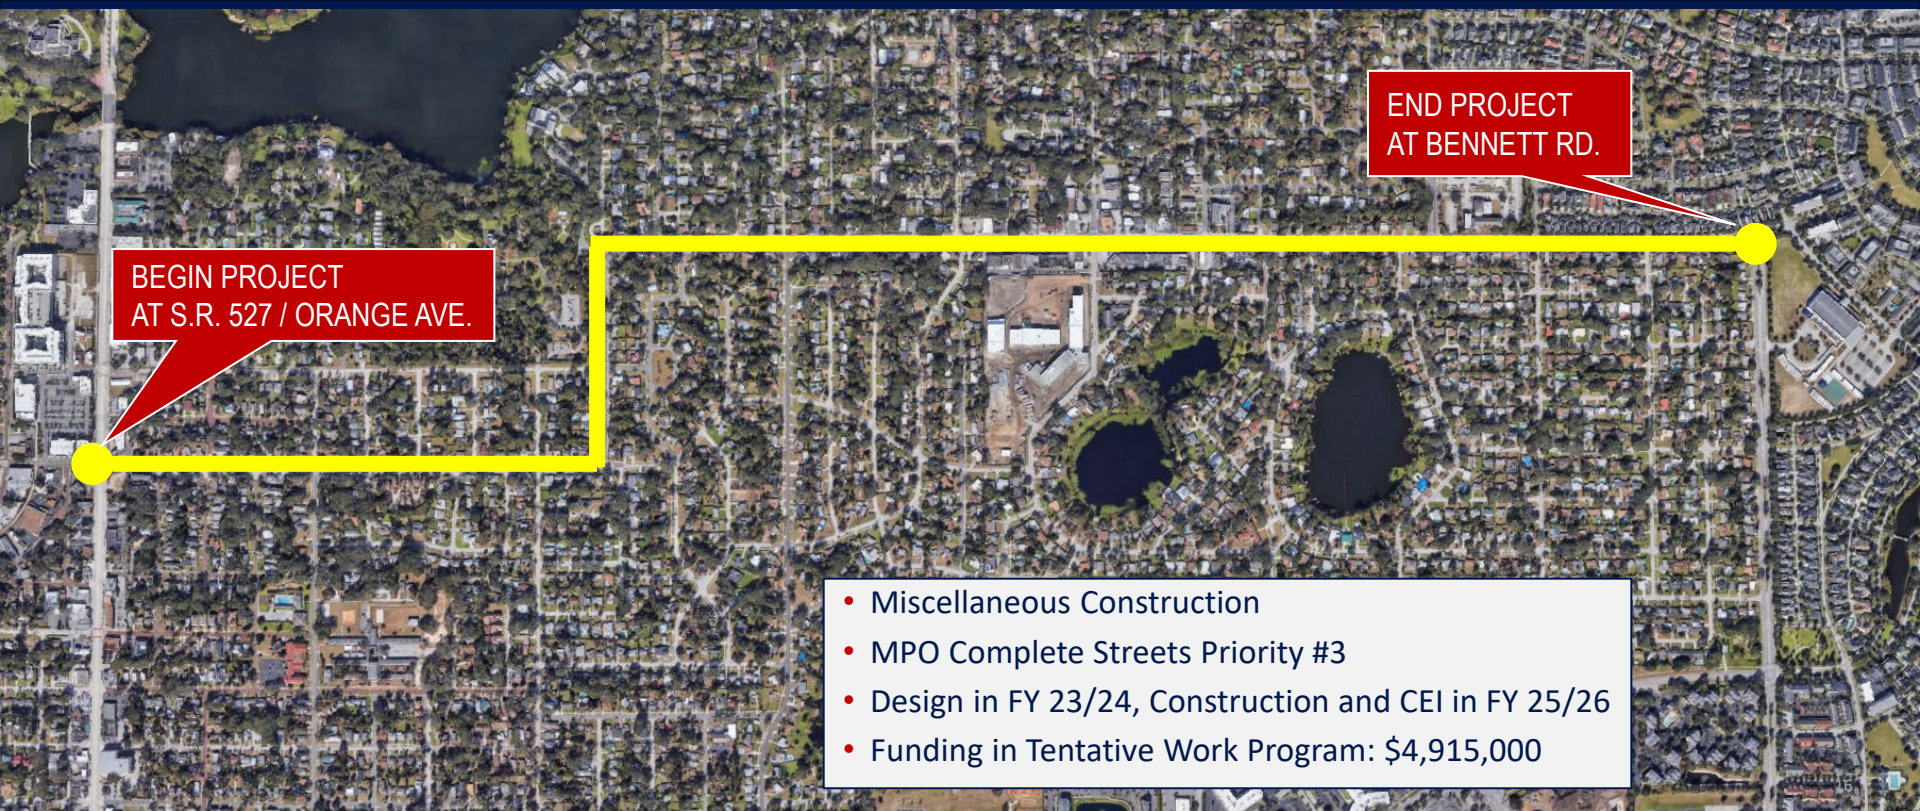 END PROJECT
AT BENNETT RD.
BEGIN PROJECT
AT S.R. 527 / ORANGE AVE.
• Miscellaneous Construction
• MPO Complete Streets Priority #3
• Design in FY 23/24, Construction and CEI in FY 25/26
• Funding in Tentative Work Program: $4,915,000
16